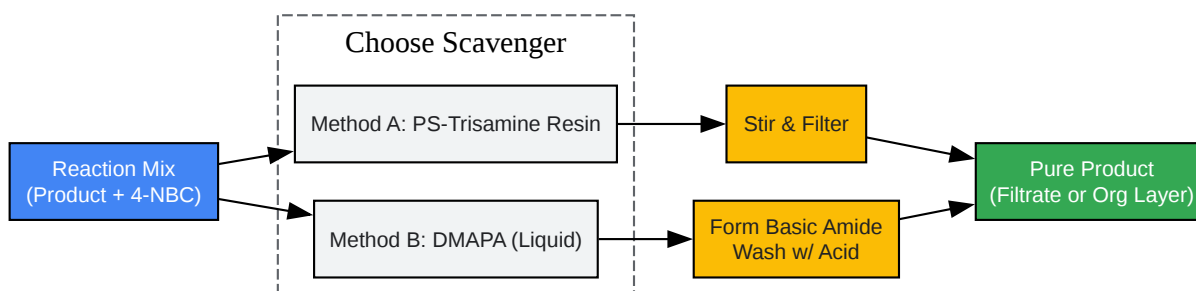 Choose Scavenger
Reaction Mix
(Product + 4-NBC)
Method A: PS-Trisamine Resin
Stir & Filter
Method B: DMAPA (Liquid)
Form Basic Amide
Wash w/ Acid
Pure Product
(Filtrate or Org Layer)